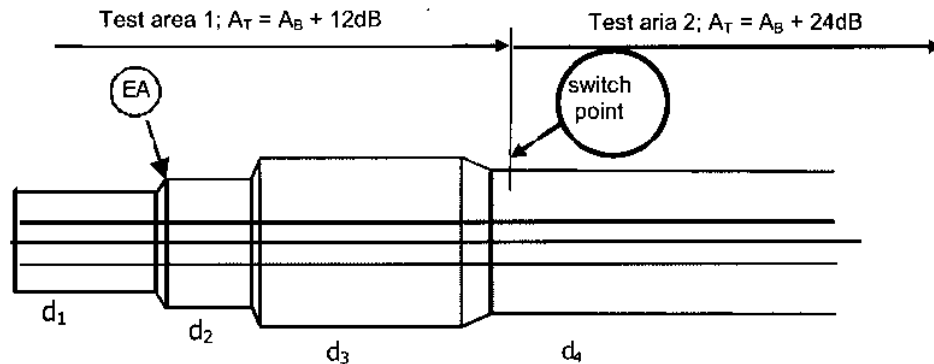 Test area 1; A_T = A_B + 12dB
Test aria 2; A_T = A_B + 24dB
EA
switch
point
d₁
d₂
d₃
d₄